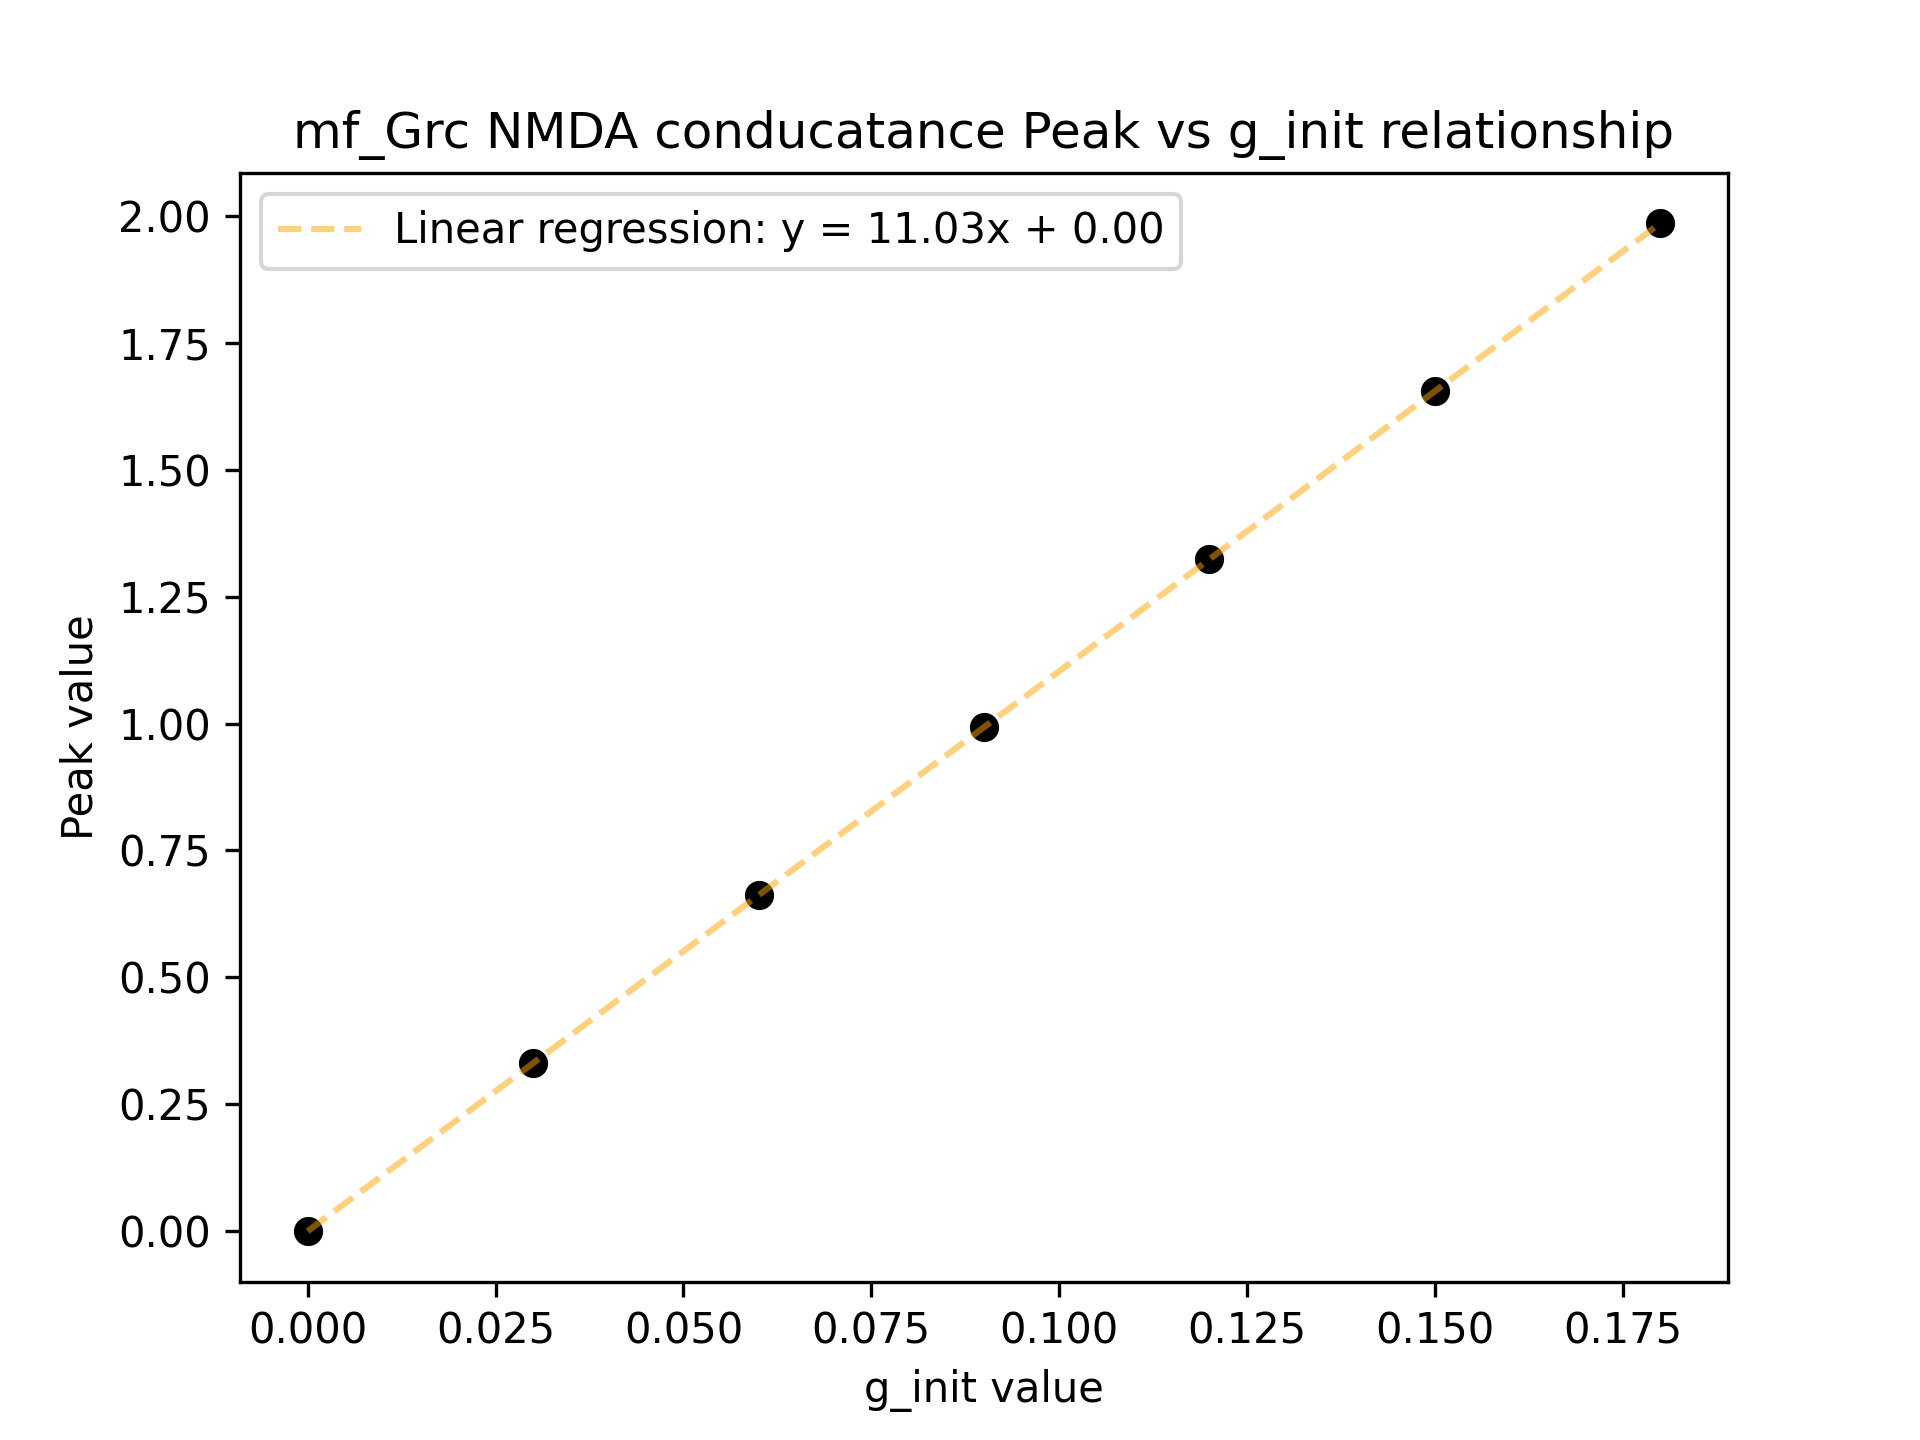 mf_Grc NMDA conducatance Peak vs g_init relationship
Linear regression: y = 11.03x + 0.00
2.00
1.75
1.50
1.25
1.00
0.75
0.50
0.25
0.00
Peak value
0.000 0.025 0.050 0.075 0.100 0.125 0.150 0.175
g_init value